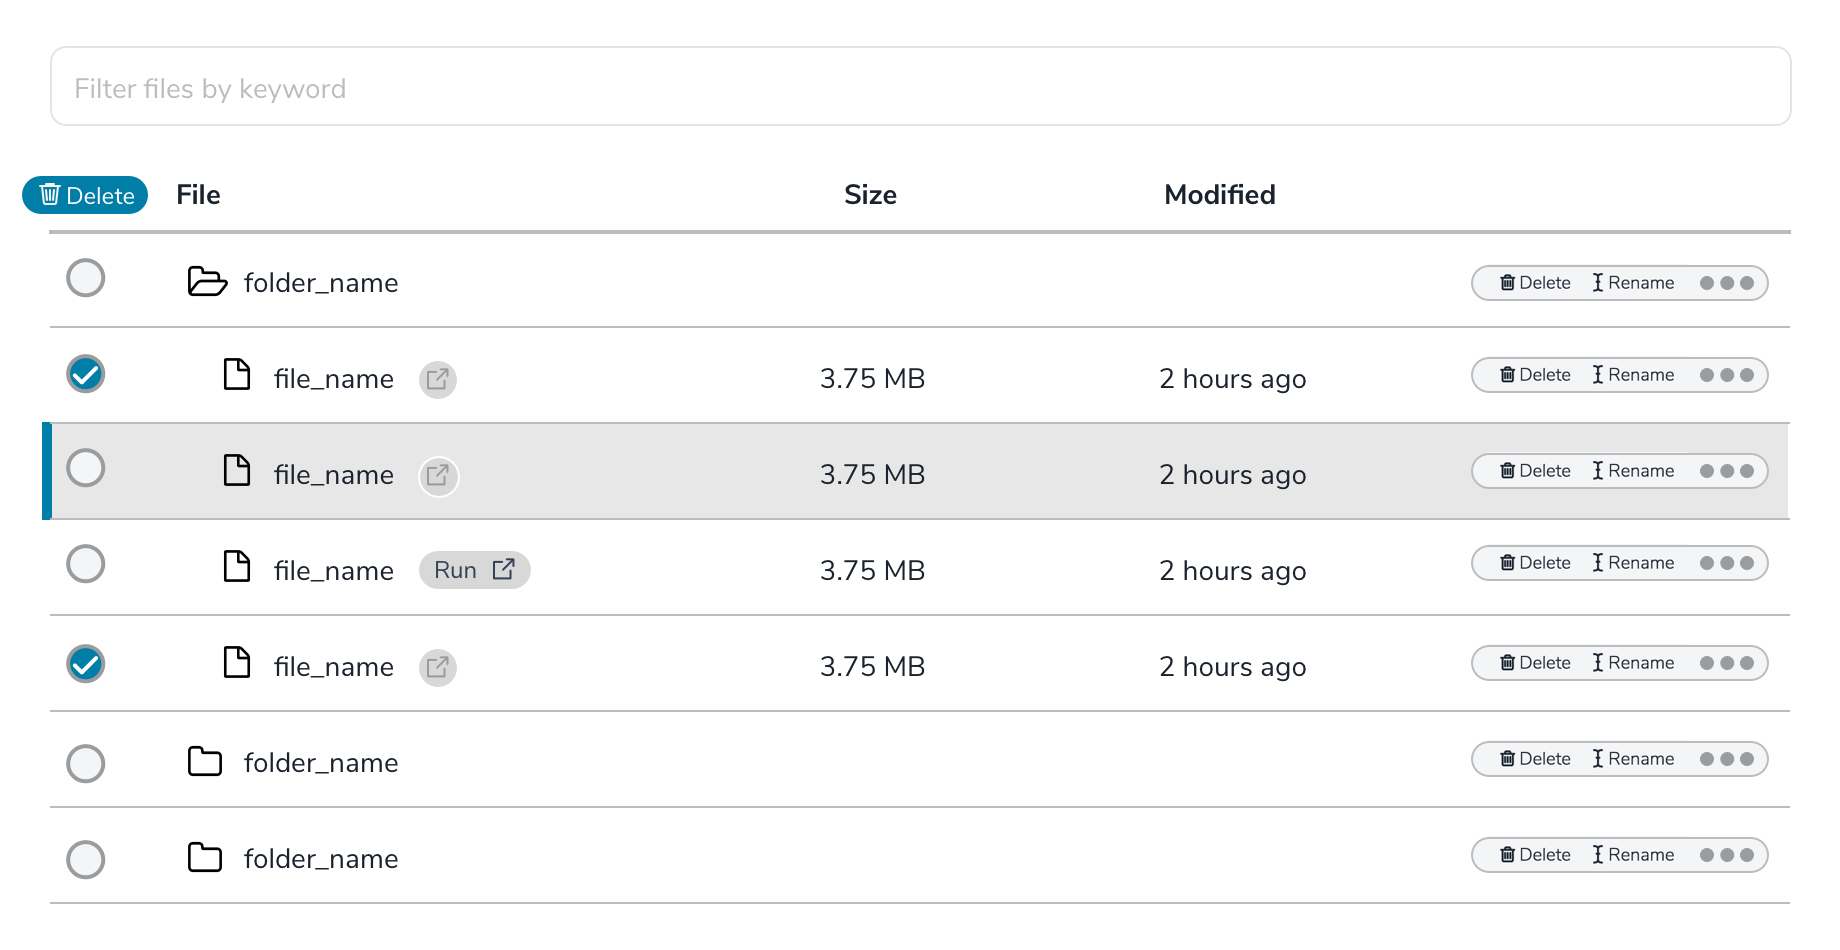 Filter files by keyword
Delete File Size Modified
folder_name Delete Rename
file_name 3.75 MB 2 hours ago Delete Rename
file_name 3.75 MB 2 hours ago Delete Rename
file_name Run 3.75 MB 2 hours ago Delete Rename
file_name 3.75 MB 2 hours ago Delete Rename
folder_name Delete Rename
folder_name Delete Rename